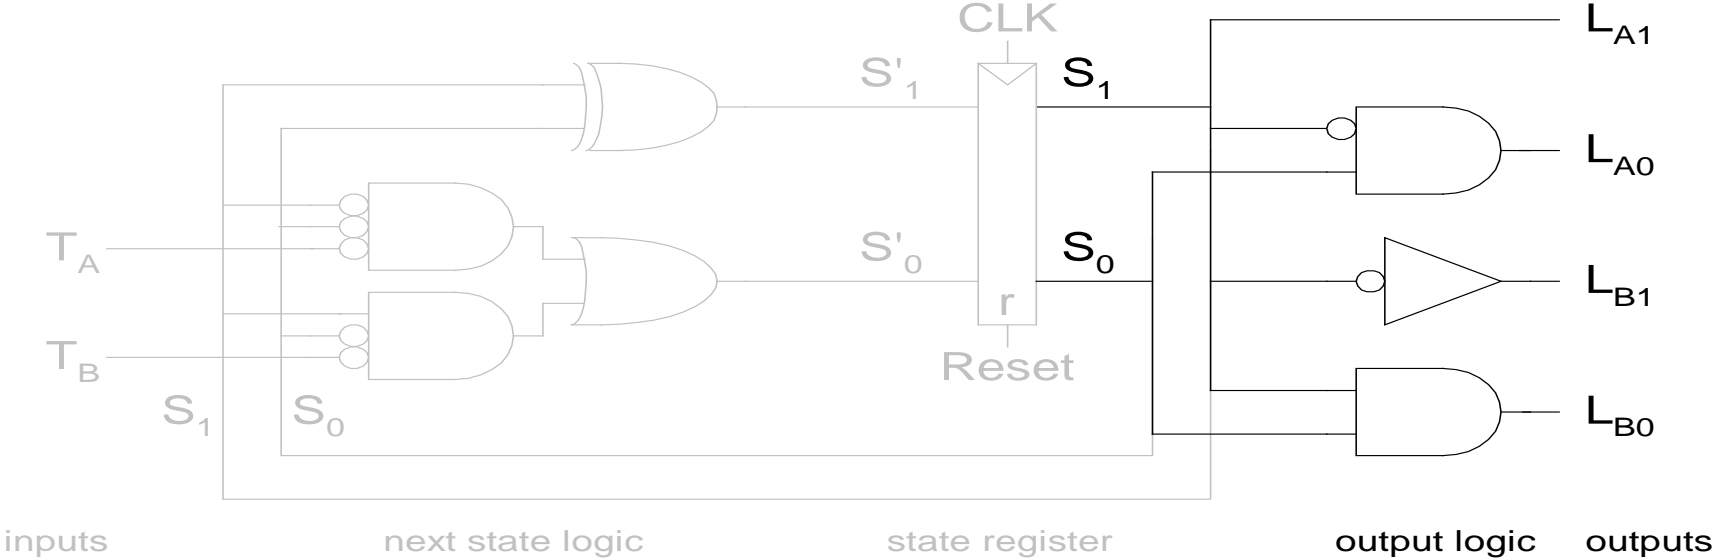 CLK
L_A1
S'_1
S_1
L_A0
T_A
S'_0
S_0
L_B1
r
T_B
Reset
S_1
S_0
L_B0
inputs
next state logic
state register
output logic
outputs